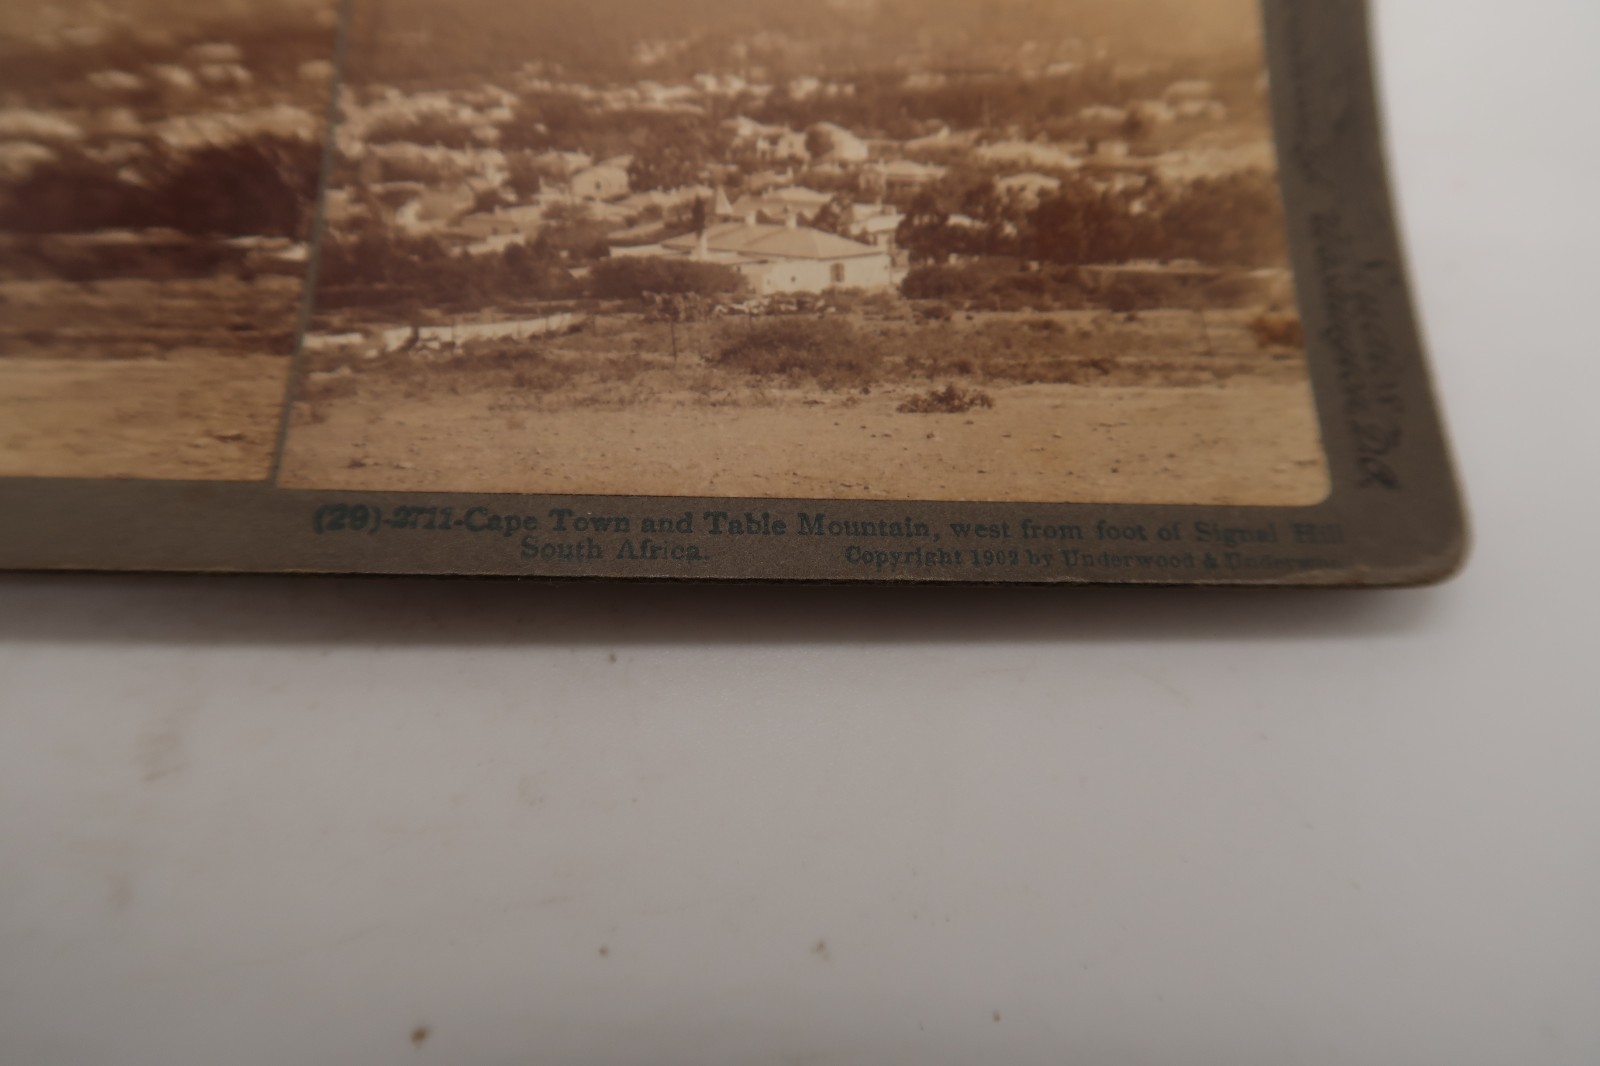 (29)-2711-Cape Town and Table Mountain, west from foot of Signal Hill
South Africa.
Copyright 1902 by Underwood & Underwood